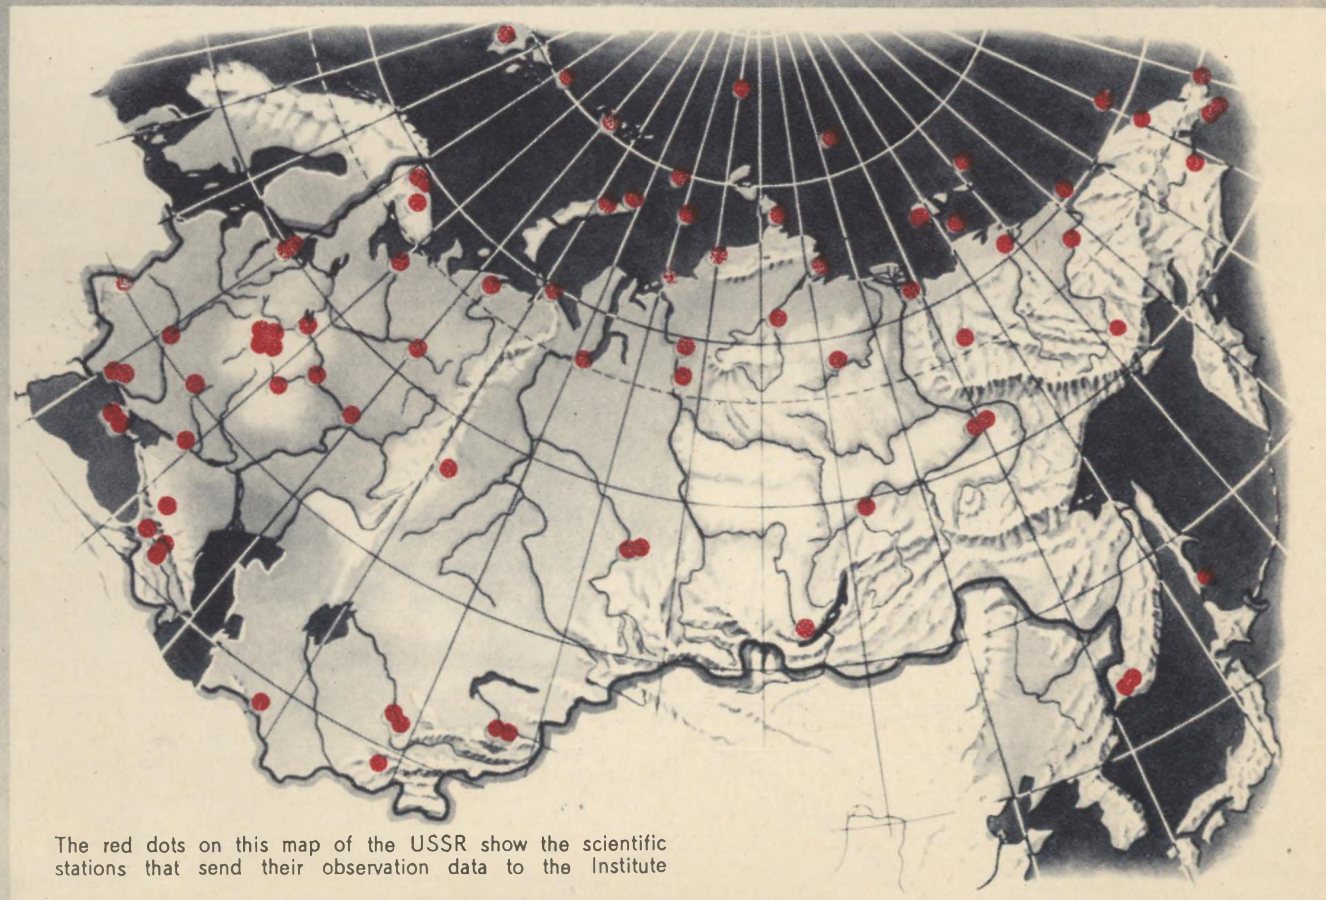 The red dots on this map of the USSR show the scientific
stations that send their observation data to the Institute